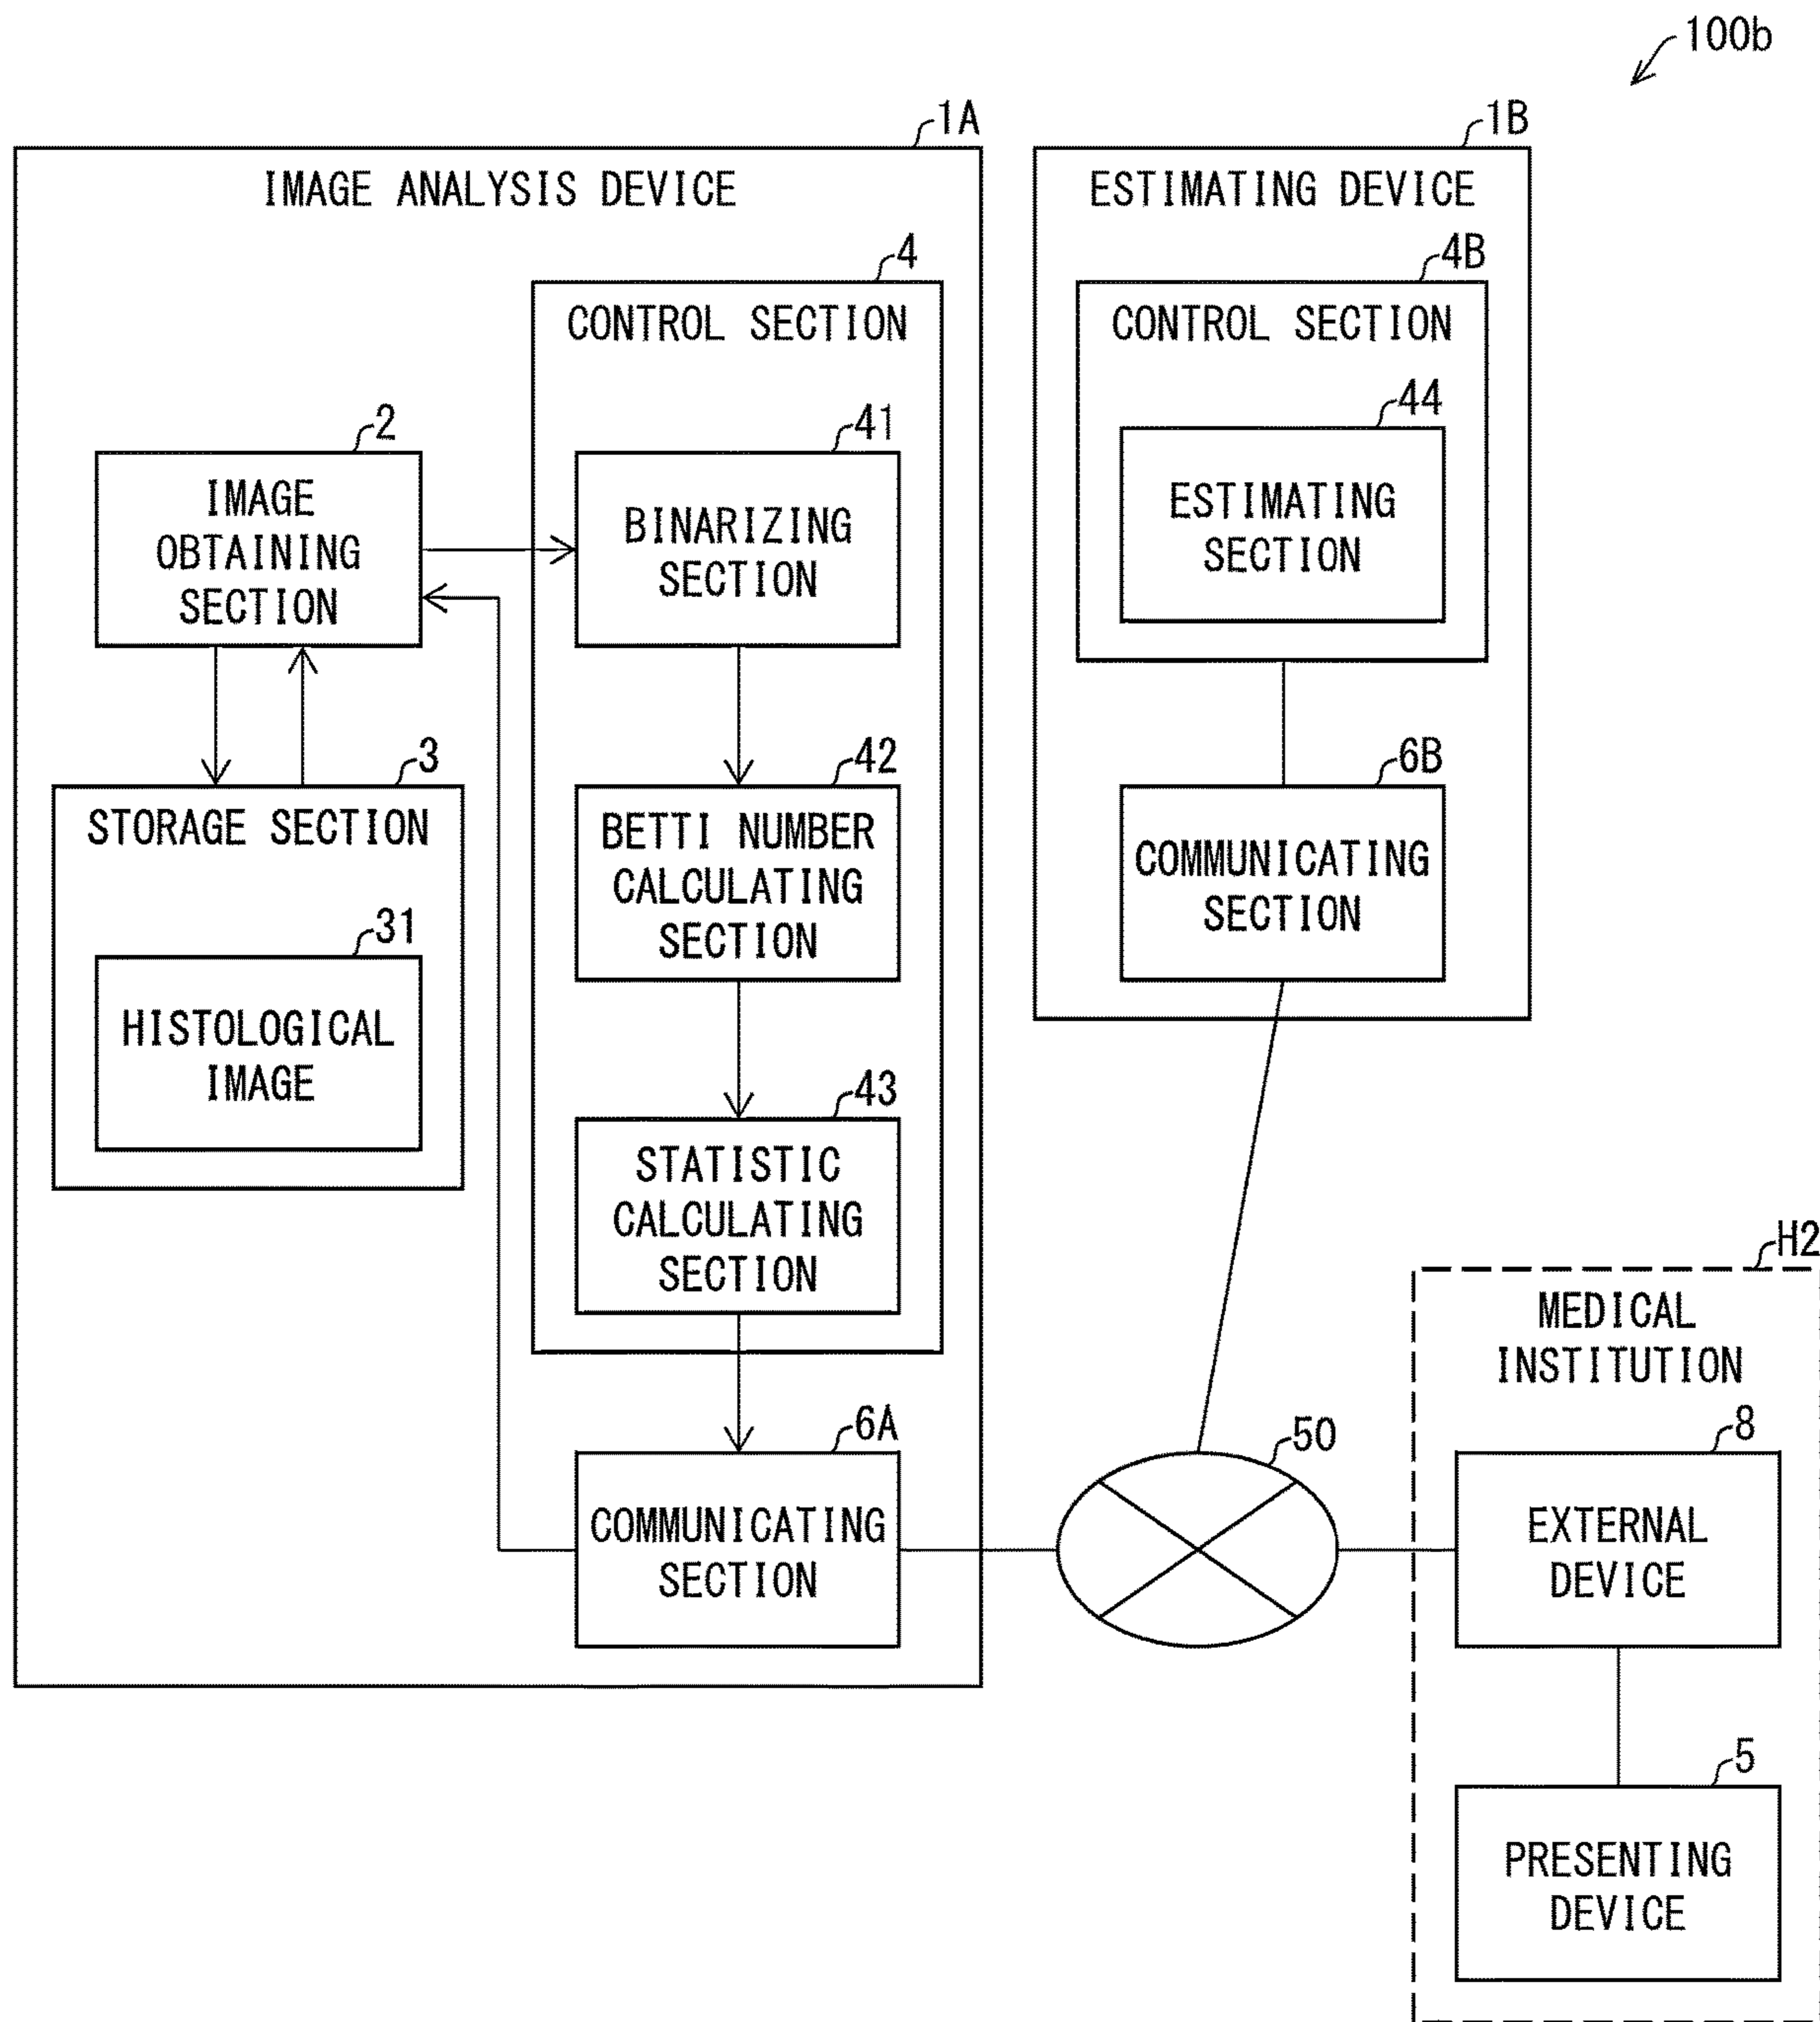 100b
1A
IMAGE ANALYSIS DEVICE
4
CONTROL SECTION
2
IMAGE
OBTAINING
SECTION
41
BINARIZING
SECTION
3
STORAGE SECTION
31
HISTOLOGICAL
IMAGE
42
BETTI NUMBER
CALCULATING
SECTION
43
STATISTIC
CALCULATING
SECTION
6A
COMMUNICATING
SECTION
1B
ESTIMATING DEVICE
4B
CONTROL SECTION
44
ESTIMATING
SECTION
6B
COMMUNICATING
SECTION
50
H2
MEDICAL
INSTITUTION
8
EXTERNAL
DEVICE
5
PRESENTING
DEVICE